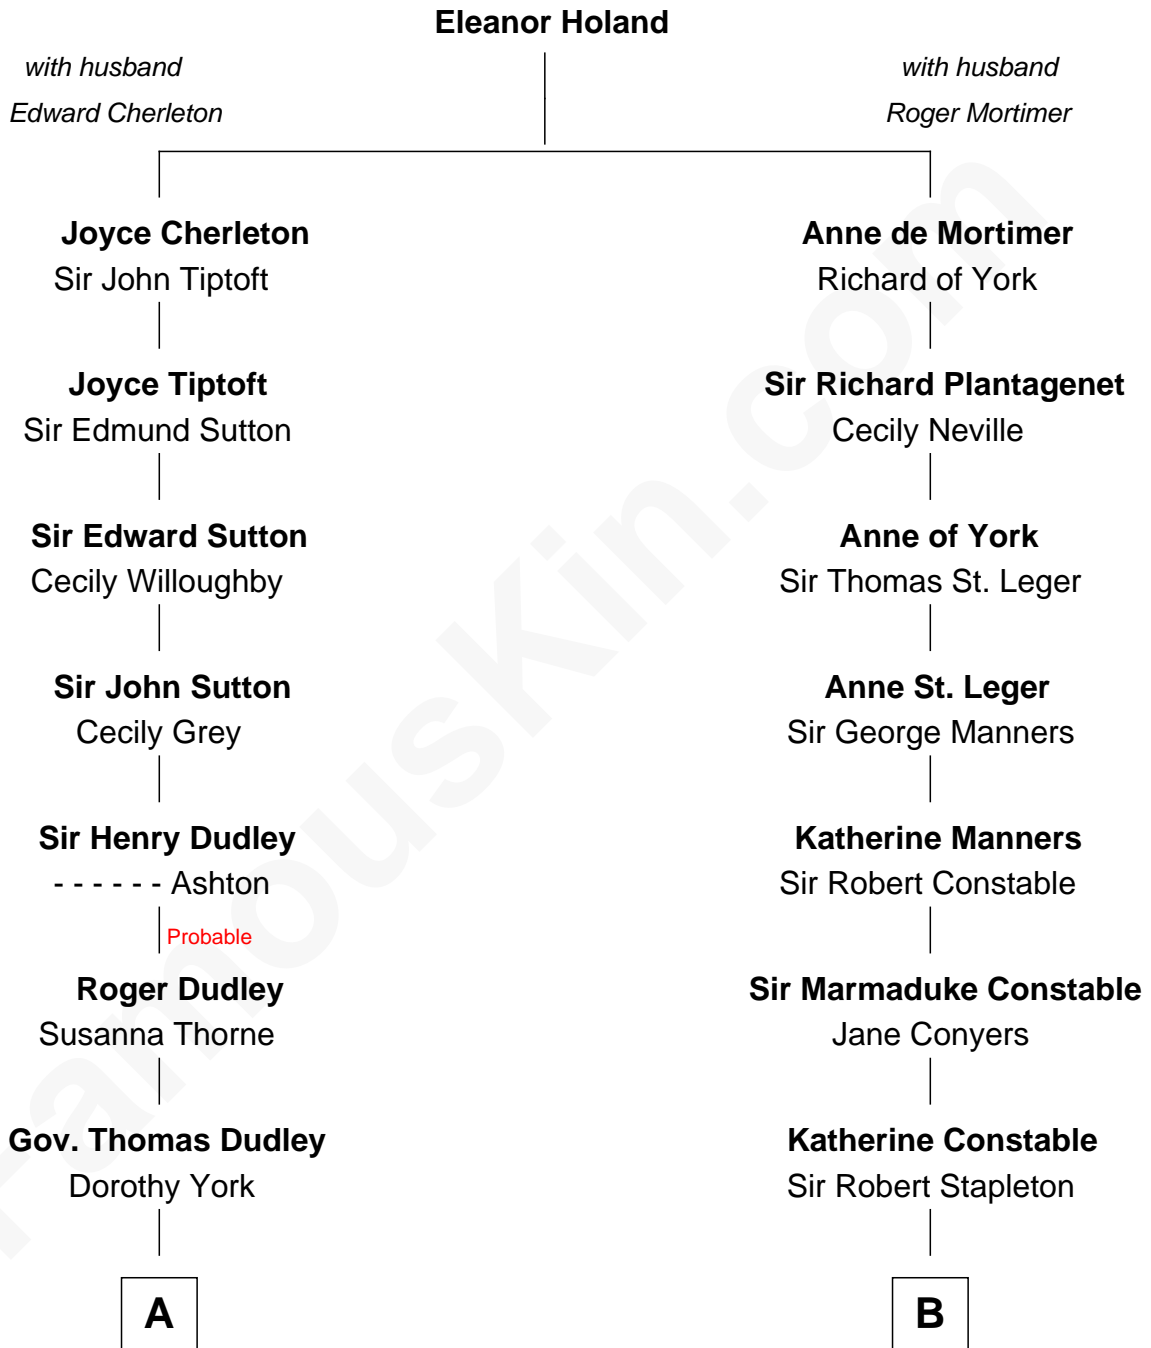 Eleanor Holand
with husband
Edward Cherleton
with husband
Roger Mortimer
Joyce Cherleton
Sir John Tiptoft
Anne de Mortimer
Richard of York
Joyce Tiptoft
Sir Edmund Sutton
Sir Richard Plantagenet
Cecily Neville
Sir Edward Sutton
Cecily Willoughby
Anne of York
Sir Thomas St. Leger
Sir John Sutton
Cecily Grey
Anne St. Leger
Sir George Manners
Sir Henry Dudley
- - - - - - Ashton
Probable
Katherine Manners
Sir Robert Constable
Roger Dudley
Susanna Thorne
Sir Marmaduke Constable
Jane Conyers
Gov. Thomas Dudley
Dorothy York
Katherine Constable
Sir Robert Stapleton
A
B
FamousKin.com